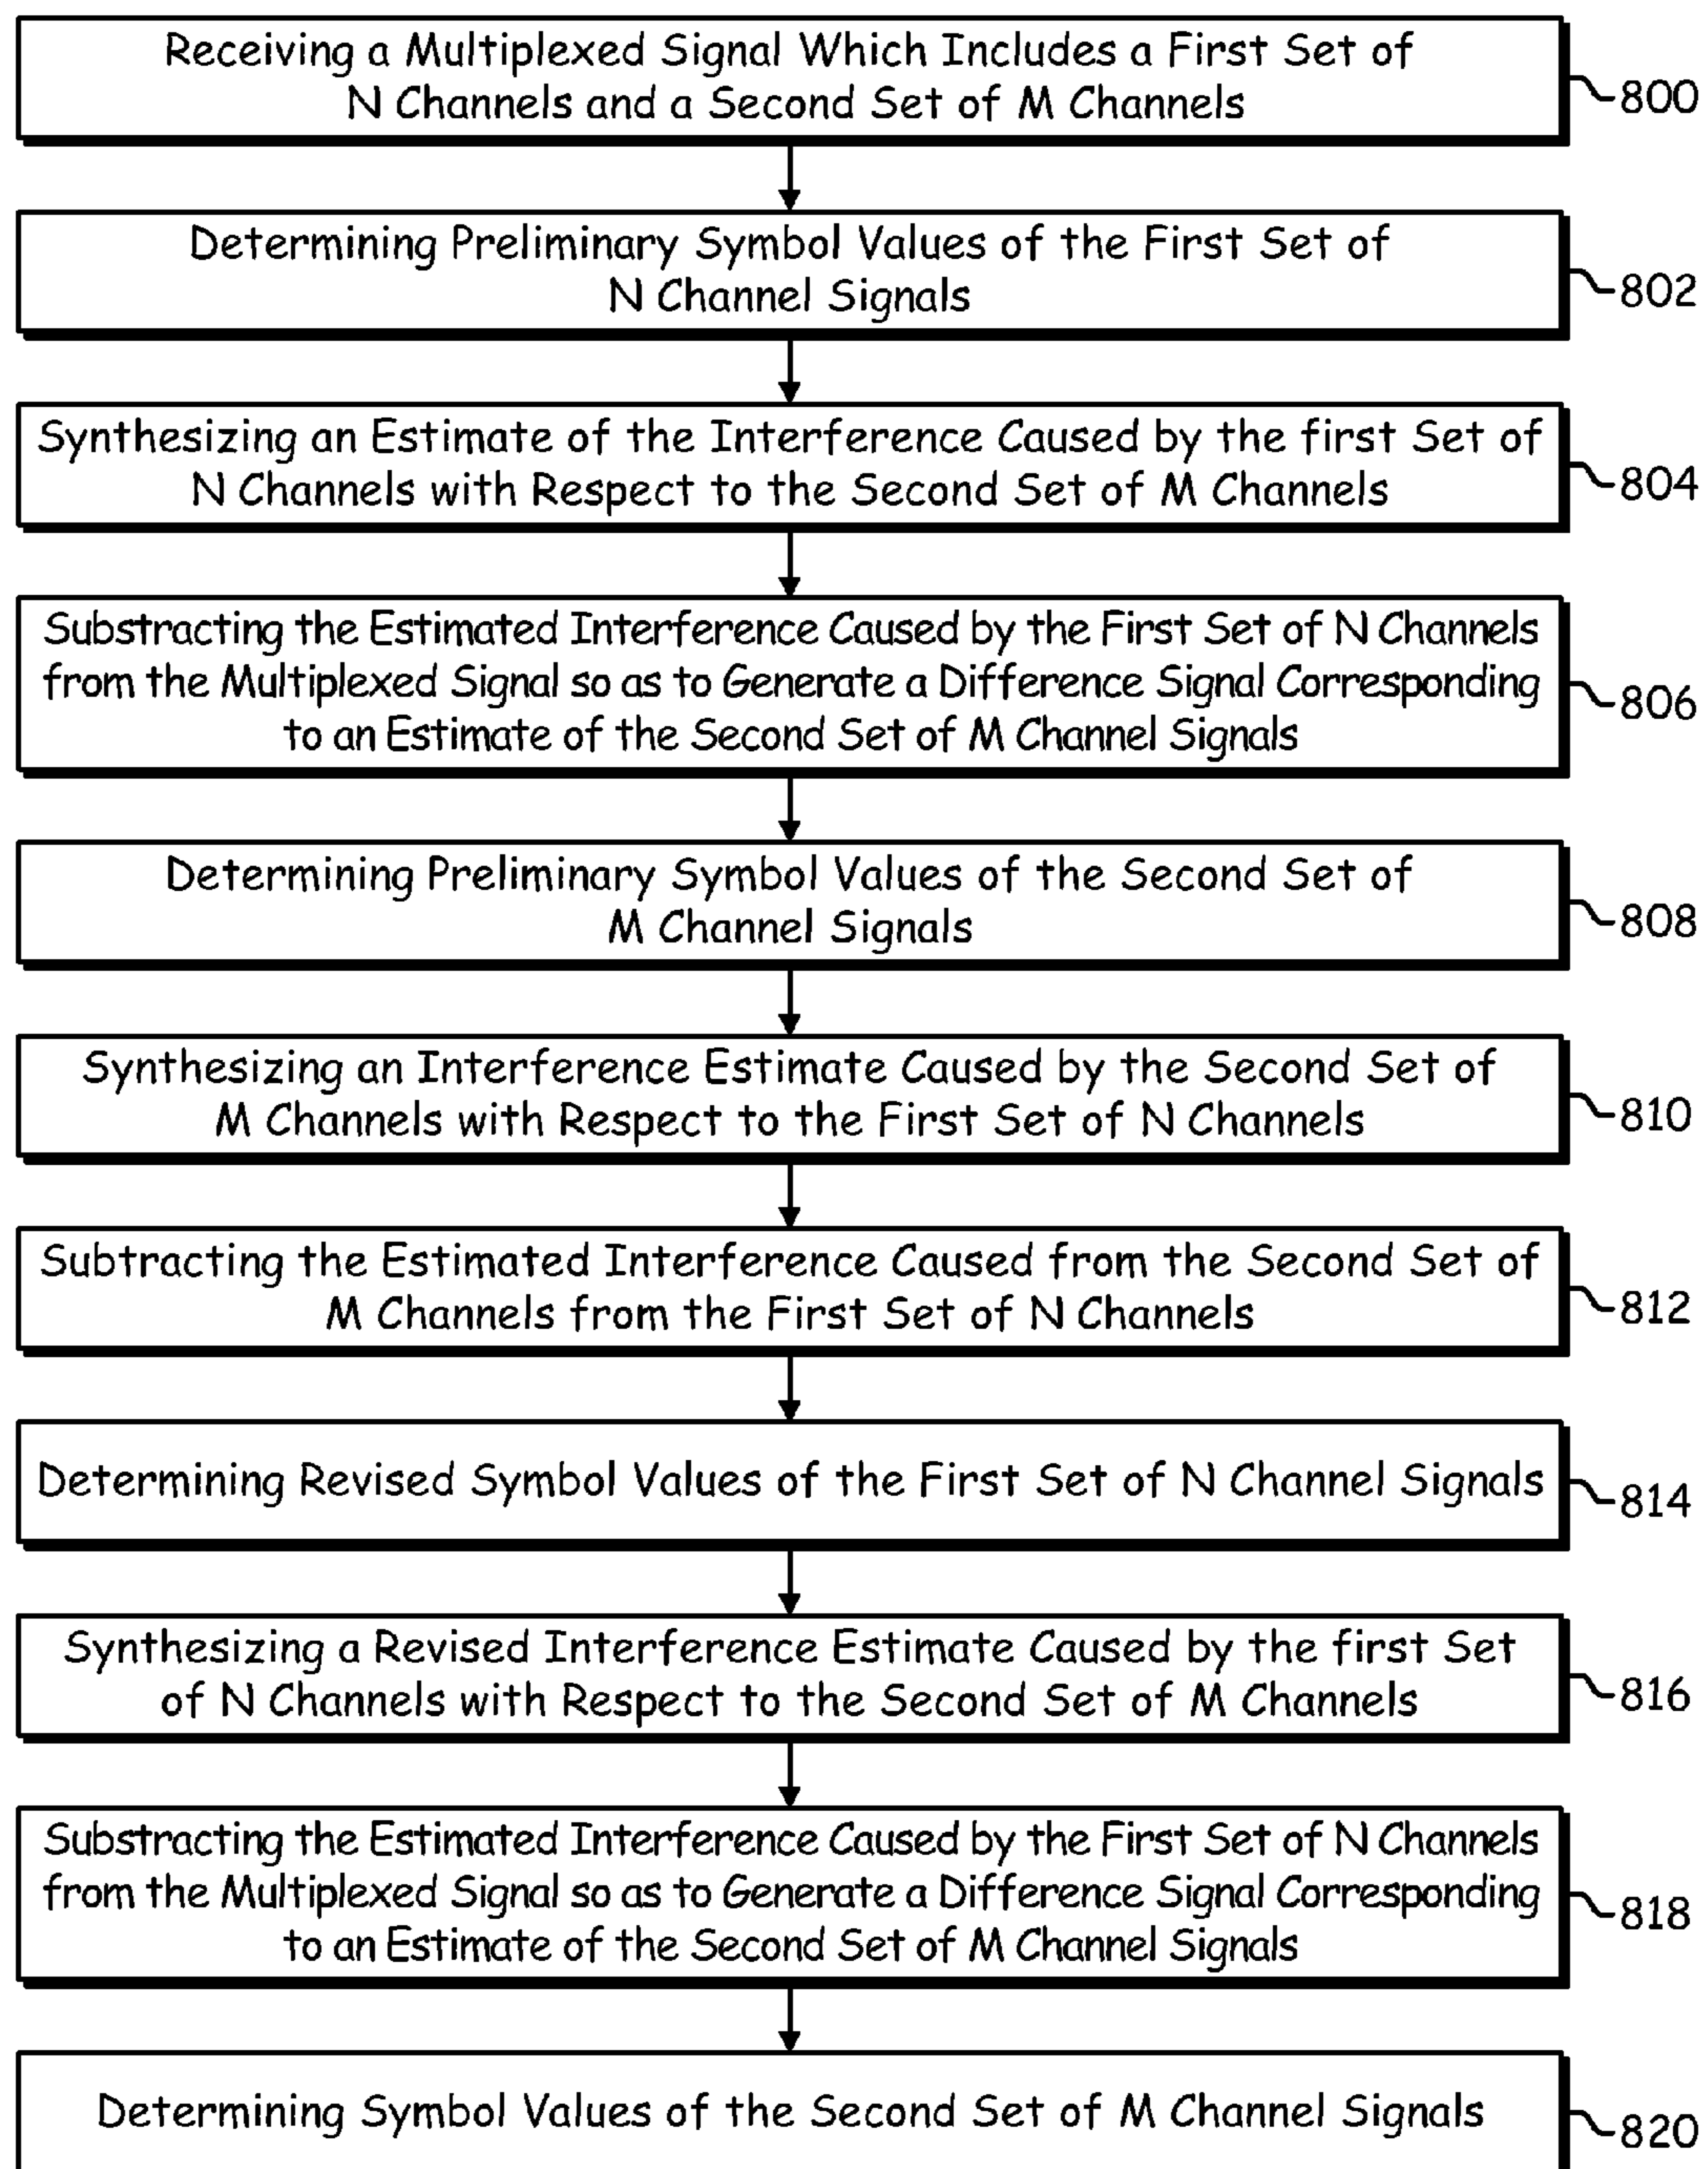 Receiving a Multiplexed Signal Which Includes a First Set of
N Channels and a Second Set of M Channels
800
Determining Preliminary Symbol Values of the First Set of
N Channel Signals
802
Synthesizing an Estimate of the Interference Caused by the first Set of
N Channels with Respect to the Second Set of M Channels
804
Substracting the Estimated Interference Caused by the First Set of N Channels
from the Multiplexed Signal so as to Generate a Difference Signal Corresponding
to an Estimate of the Second Set of M Channel Signals
806
Determining Preliminary Symbol Values of the Second Set of
M Channel Signals
808
Synthesizing an Interference Estimate Caused by the Second Set of
M Channels with Respect to the First Set of N Channels
810
Subtracting the Estimated Interference Caused from the Second Set of
M Channels from the First Set of N Channels
812
Determining Revised Symbol Values of the First Set of N Channel Signals
814
Synthesizing a Revised Interference Estimate Caused by the first Set
of N Channels with Respect to the Second Set of M Channels
816
Substracting the Estimated Interference Caused by the First Set of N Channels
from the Multiplexed Signal so as to Generate a Difference Signal Corresponding
to an Estimate of the Second Set of M Channel Signals
818
Determining Symbol Values of the Second Set of M Channel Signals
820